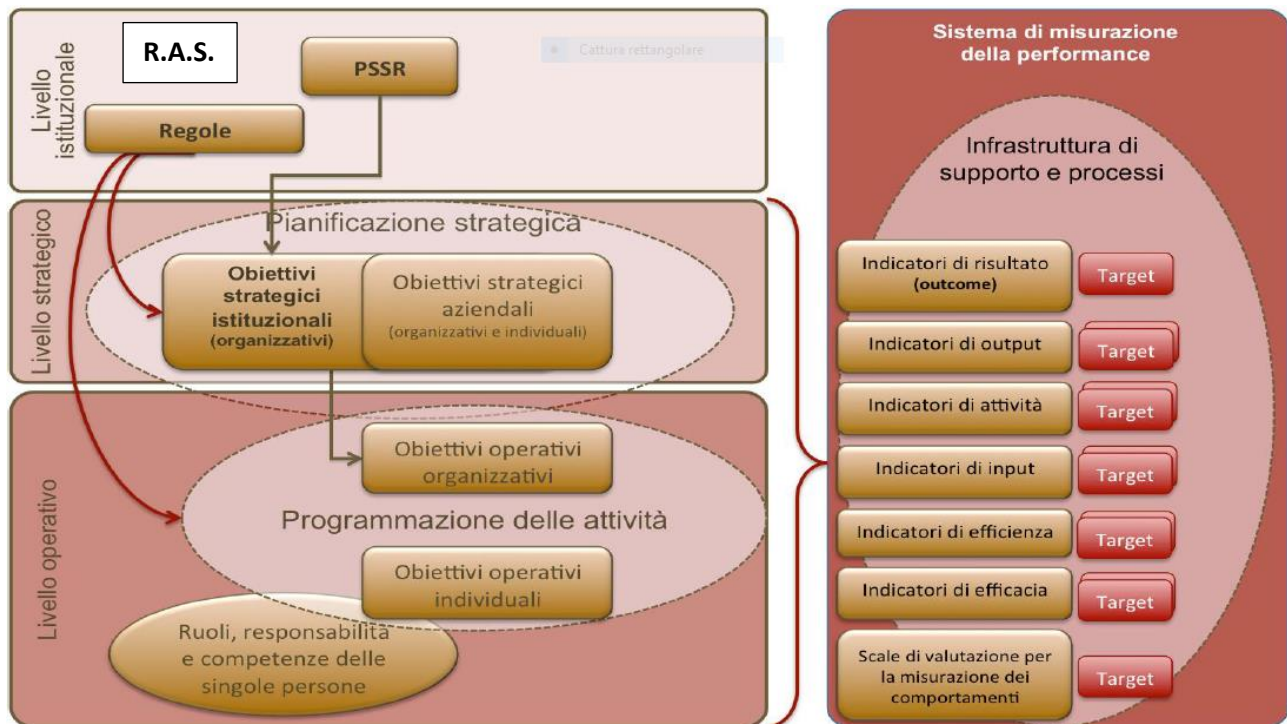 R.A.S.
Cattura rettangolare
PSSR
Livello
istituzionale
Regole
Livello strategico
Pianificazione strategica
Obiettivi
strategici
istituzionali
(organizzativi)
Obiettivi strategici
aziendali
(organizzativi e individuali)
Livello operativo
Obiettivi operativi
organizzativi
Programmazione delle attività
Obiettivi operativi
individuali
Ruoli, responsabilità
e competenze delle
singole persone
Sistema di misurazione
della performance
Infrastruttura di
supporto e processi
Indicatori di risultato
(outcome)
Target
Indicatori di output
Target
Indicatori di attività
Target
Indicatori di input
Target
Indicatori di efficienza
Target
Indicatori di efficacia
Target
Scale di valutazione per
la misurazione dei
comportamenti
Target